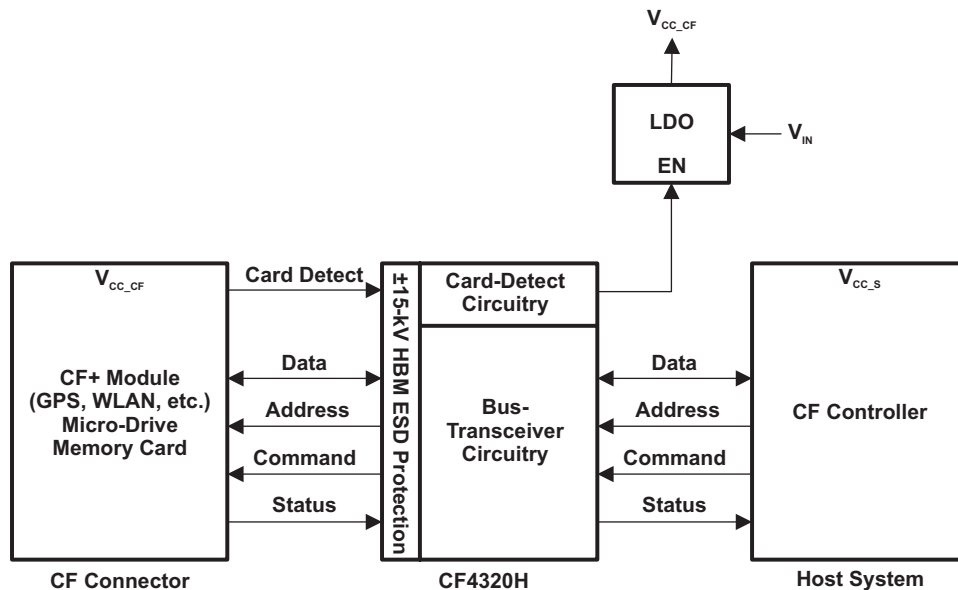 V_CC_CF
LDO
EN
V_IN
V_CC_CF
CF+ Module
(GPS, WLAN, etc.)
Micro-Drive
Memory Card
CF Connector
Card Detect
Data
Address
Command
Status
±15-kV HBM ESD Protection
Card-Detect
Circuitry
Bus-
Transceiver
Circuitry
CF4320H
Data
Address
Command
Status
V_CC_S
CF Controller
Host System